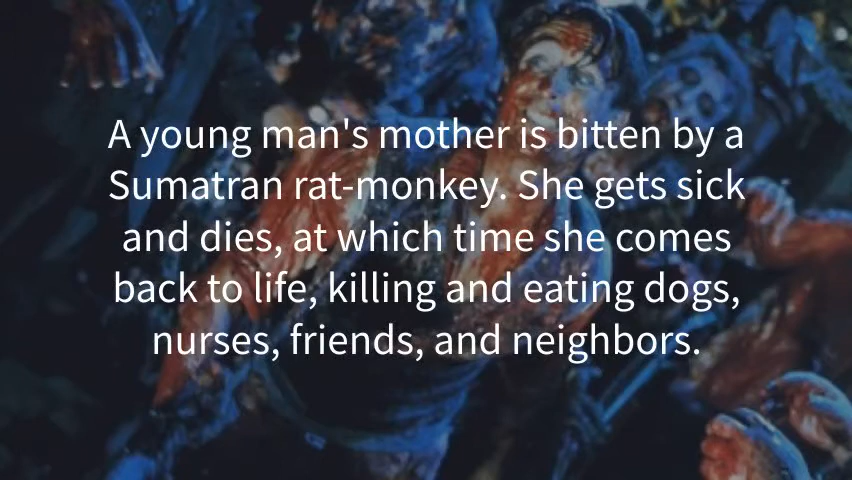 A young man's mother is bitten by a
Sumatran rat-monkey. She gets sick
and dies, at which time she comes
back to life, killing and eating dogs,
nurses, friends, and neighbors.